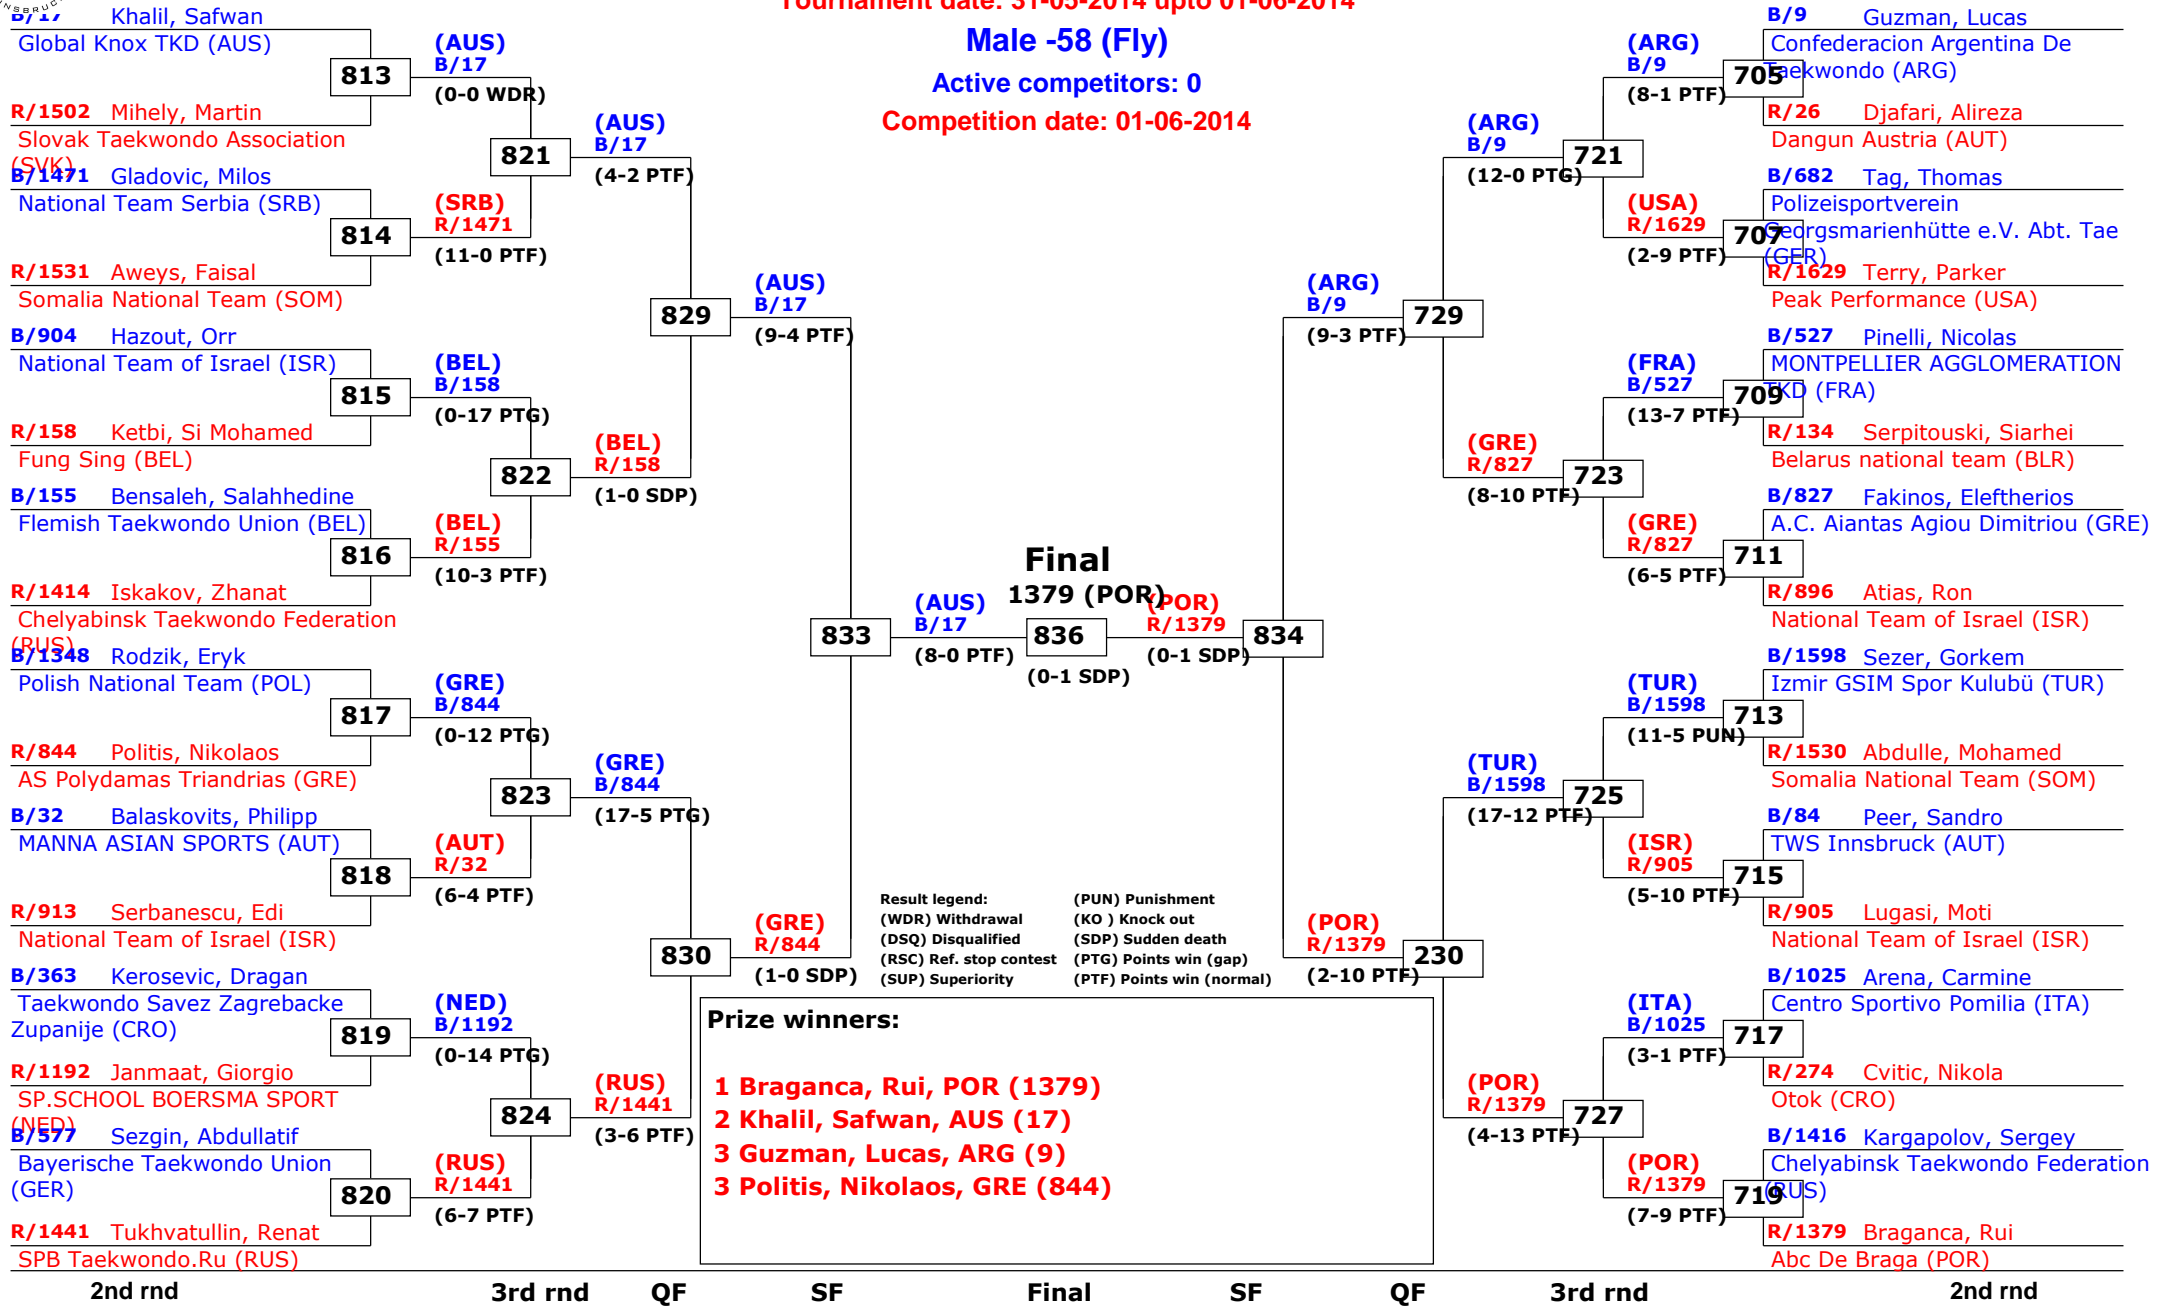 NSBRUC
Tournament date: 31-05-2014 upto 01-06-2014
Male -58 (Fly)
Active competitors: 0
Competition date: 01-06-2014
B/17 Khalil, Safwan
Global Knox TKD (AUS)
813
R/1502 Mihely, Martin
Slovak Taekwondo Association
(SVK)
B/1471 Gladovic, Milos
National Team Serbia (SRB)
814
R/1531 Aweys, Faisal
Somalia National Team (SOM)
B/904 Hazout, Orr
National Team of Israel (ISR)
815
R/158 Ketbi, Si Mohamed
Fung Sing (BEL)
B/155 Bensaleh, Salahhedine
Flemish Taekwondo Union (BEL)
816
R/1414 Iskakov, Zhanat
Chelyabinsk Taekwondo Federation
(RUS)
B/1348 Rodzik, Eryk
Polish National Team (POL)
817
R/844 Politis, Nikolaos
AS Polydamas Triandrias (GRE)
B/32 Balaskovits, Philipp
MANNA ASIAN SPORTS (AUT)
818
R/913 Serbanescu, Edi
National Team of Israel (ISR)
B/363 Kerosevic, Dragan
Taekwondo Savez Zagrebacke
Zupanije (CRO)
819
R/1192 Janmaat, Giorgio
SP.SCHOOL BOERSMA SPORT
(NED)
B/577 Sezgin, Abdullatif
Bayerische Taekwondo Union
(GER)
820
R/1441 Tukhvatullin, Renat
SPB Taekwondo.Ru (RUS)
(AUS)
B/17
(0-0 WDR)
821
(SRB)
R/1471
(11-0 PTF)
(BEL)
B/158
(0-17 PTG)
822
(BEL)
R/155
(10-3 PTF)
(GRE)
B/844
(0-12 PTG)
823
(AUT)
R/32
(6-4 PTF)
(NED)
B/1192
(0-14 PTG)
824
(RUS)
R/1441
(6-7 PTF)
(AUS)
B/17
(4-2 PTF)
829
(BEL)
R/158
(1-0 SDP)
(GRE)
B/844
(17-5 PTG)
830
(RUS)
R/1441
(3-6 PTF)
(AUS)
B/17
(9-4 PTF)
833
(GRE)
R/844
(1-0 SDP)
(AUS)
B/17
(8-0 PTF)
Final
1379 (POR)
836
(0-1 SDP)
(POR)
R/1379
(0-1 SDP)
834
(ARG)
B/9
(9-3 PTF)
729
(POR)
R/1379
(2-10 PTF)
230
(ARG)
B/9
(12-0 PTG)
721
(GRE)
R/827
(8-10 PTF)
723
(TUR)
B/1598
(17-12 PTF)
725
(POR)
R/1379
(4-13 PTF)
727
(ARG)
B/9
(8-1 PTF)
(USA)
R/1629
(2-9 PTF)
(FRA)
B/527
(13-7 PTF)
(GRE)
R/827
(6-5 PTF)
(TUR)
B/1598
(11-5 PUN)
(ISR)
R/905
(5-10 PTF)
(ITA)
B/1025
(3-1 PTF)
(POR)
R/1379
(7-9 PTF)
B/9 Guzman, Lucas
Confederacion Argentina De
Taekwondo (ARG)
705
R/26 Djafari, Alireza
Dangun Austria (AUT)
B/682 Tag, Thomas
Polizeisportverein
Georgsmarienhütte e.V. Abt. Tae
(GER)
707
R/1629 Terry, Parker
Peak Performance (USA)
B/527 Pinelli, Nicolas
MONTPELLIER AGGLOMERATION
TKD (FRA)
709
R/134 Serpitouski, Siarhei
Belarus national team (BLR)
B/827 Fakinos, Eleftherios
A.C. Aiantas Agiou Dimitriou (GRE)
711
R/896 Atias, Ron
National Team of Israel (ISR)
B/1598 Sezer, Gorkem
Izmir GSIM Spor Kulubü (TUR)
713
R/1530 Abdulle, Mohamed
Somalia National Team (SOM)
B/84 Peer, Sandro
TWS Innsbruck (AUT)
715
R/905 Lugasi, Moti
National Team of Israel (ISR)
B/1025 Arena, Carmine
Centro Sportivo Pomilia (ITA)
717
R/274 Cvitic, Nikola
Otok (CRO)
B/1416 Kargapolov, Sergey
Chelyabinsk Taekwondo Federation
(RUS)
719
R/1379 Braganca, Rui
Abc De Braga (POR)
Result legend:
(WDR) Withdrawal
(DSQ) Disqualified
(RSC) Ref. stop contest
(SUP) Superiority
(PUN) Punishment
(KO ) Knock out
(SDP) Sudden death
(PTG) Points win (gap)
(PTF) Points win (normal)
Prize winners:
1 Braganca, Rui, POR (1379)
2 Khalil, Safwan, AUS (17)
3 Guzman, Lucas, ARG (9)
3 Politis, Nikolaos, GRE (844)
2nd rnd 3rd rnd QF SF Final SF QF 3rd rnd 2nd rnd